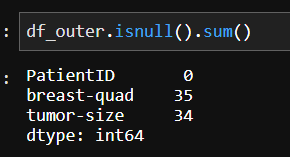 : df_outer.isnull().sum()
: PatientID 0
breast-quad 35
tumor-size 34
dtype: int64